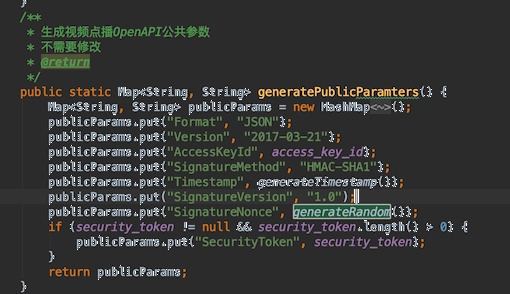 }
/**
* 生成视频点播OpenAPI公共参数
* 不需要修改
* @return
*/
public static Map<String, String> generatePublicParamters() {
Map<String, String> publicParams = new HashMap<~>();
publicParams.put("Format", "JSON");
publicParams.put("Version", "2017-03-21");
publicParams.put("AccessKeyId", access_key_id);
publicParams.put("SignatureMethod", "HMAC-SHA1");
publicParams.put("Timestamp", generateTimestamp());
publicParams.put("SignatureVersion", "1.0");
publicParams.put("SignatureNonce", generateRandom());
if (security_token != null && security_token.length() > 0) {
publicParams.put("SecurityToken", security_token);
}
return publicParams;
}